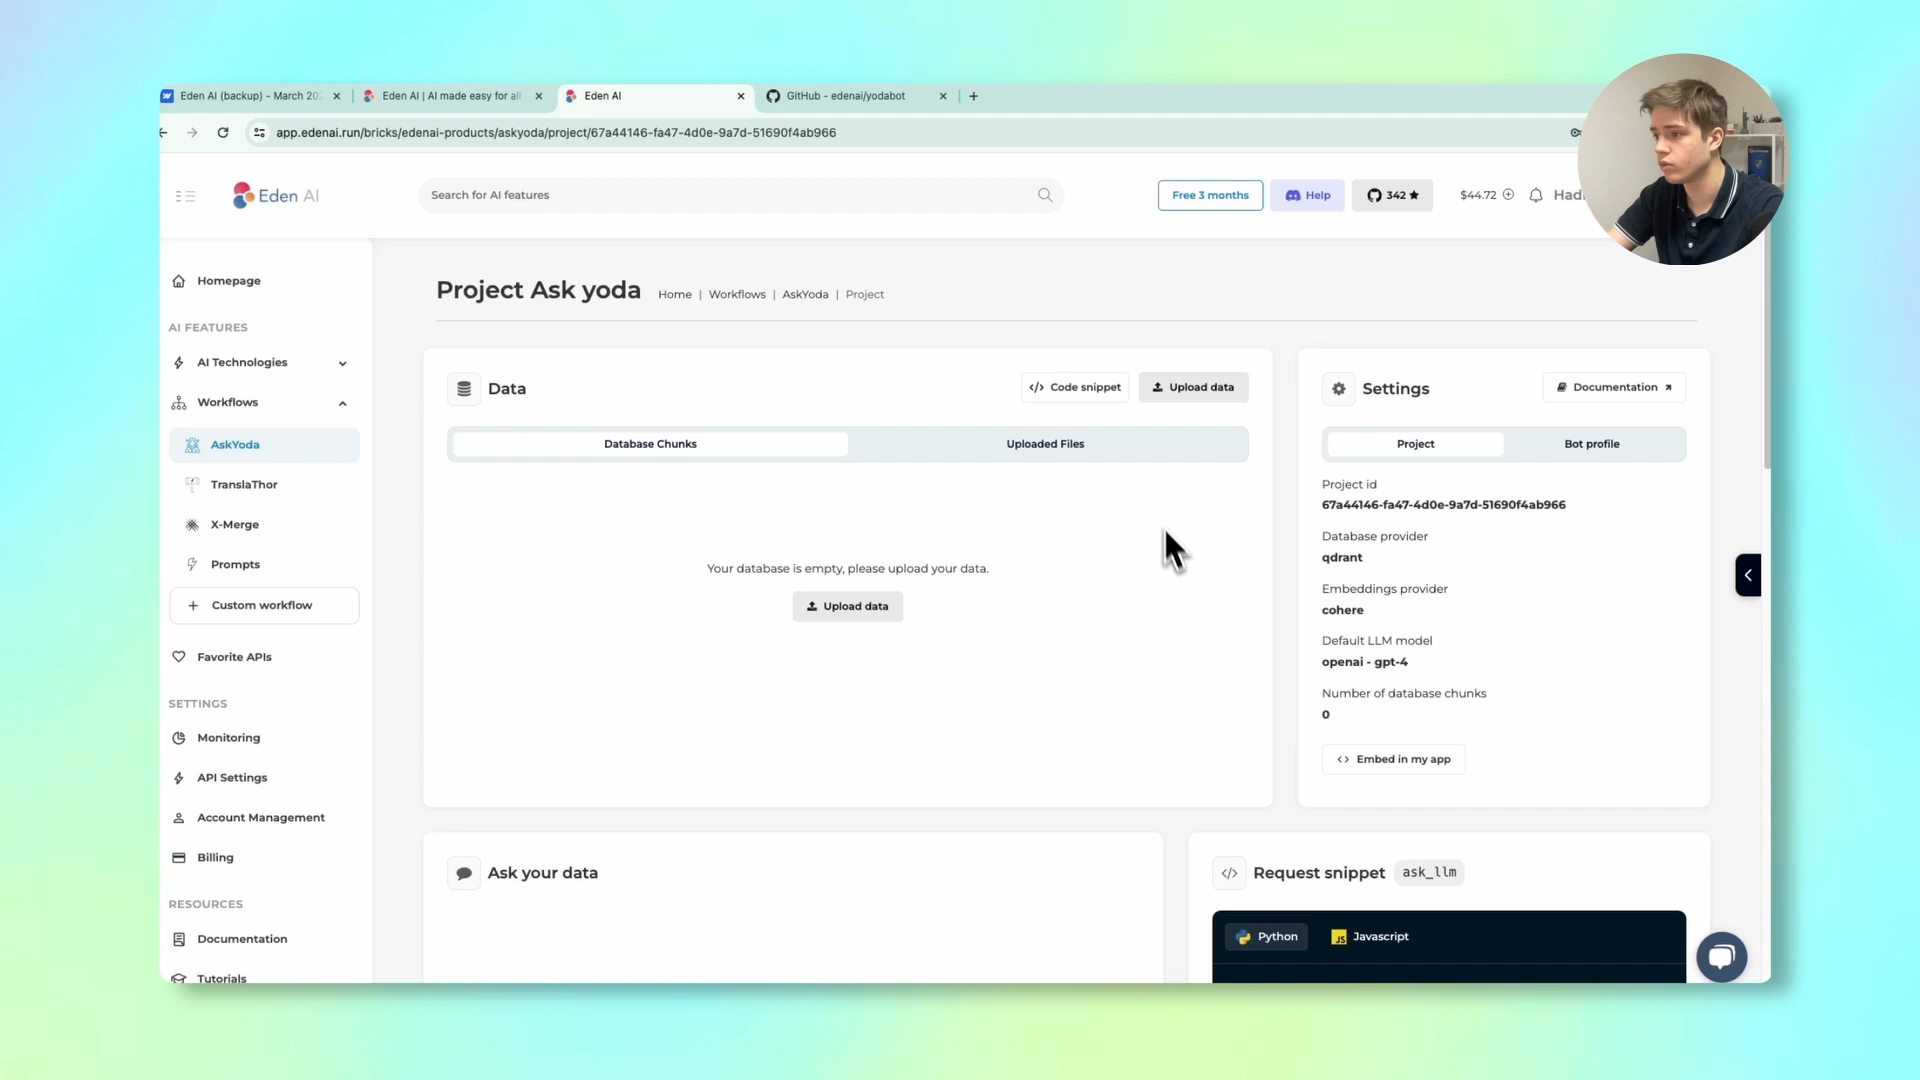 Eden AI (backup) - March 20
Eden AI | AI made easy for all
Eden AI
GitHub - edenai/yodabot
app.edenai.run/bricks/edenai-products/askyoda/project/67a44146-fa47-4d0e-9a7d-51690f4ab966
Eden AI
Search for AI features
Free 3 months
Help
342
$44.72
Homepage
AI FEATURES
AI Technologies
Workflows
AskYoda
TranslaThor
X-Merge
Prompts
+ Custom workflow
Favorite APIs
SETTINGS
Monitoring
API Settings
Account Management
Billing
RESOURCES
Documentation
Tutorials
Project Ask yoda
Home | Workflows | AskYoda | Project
Data
</> Code snippet
Upload data
Database Chunks
Uploaded Files
Your database is empty, please upload your data.
Upload data
Settings
Documentation
Project
Bot profile
Project id
67a44146-fa47-4d0e-9a7d-51690f4ab966
Database provider
qdrant
Embeddings provider
cohere
Default LLM model
openai - gpt-4
Number of database chunks
0
<> Embed in my app
Ask your data
</> Request snippet
ask_llm
Python
JS Javascript